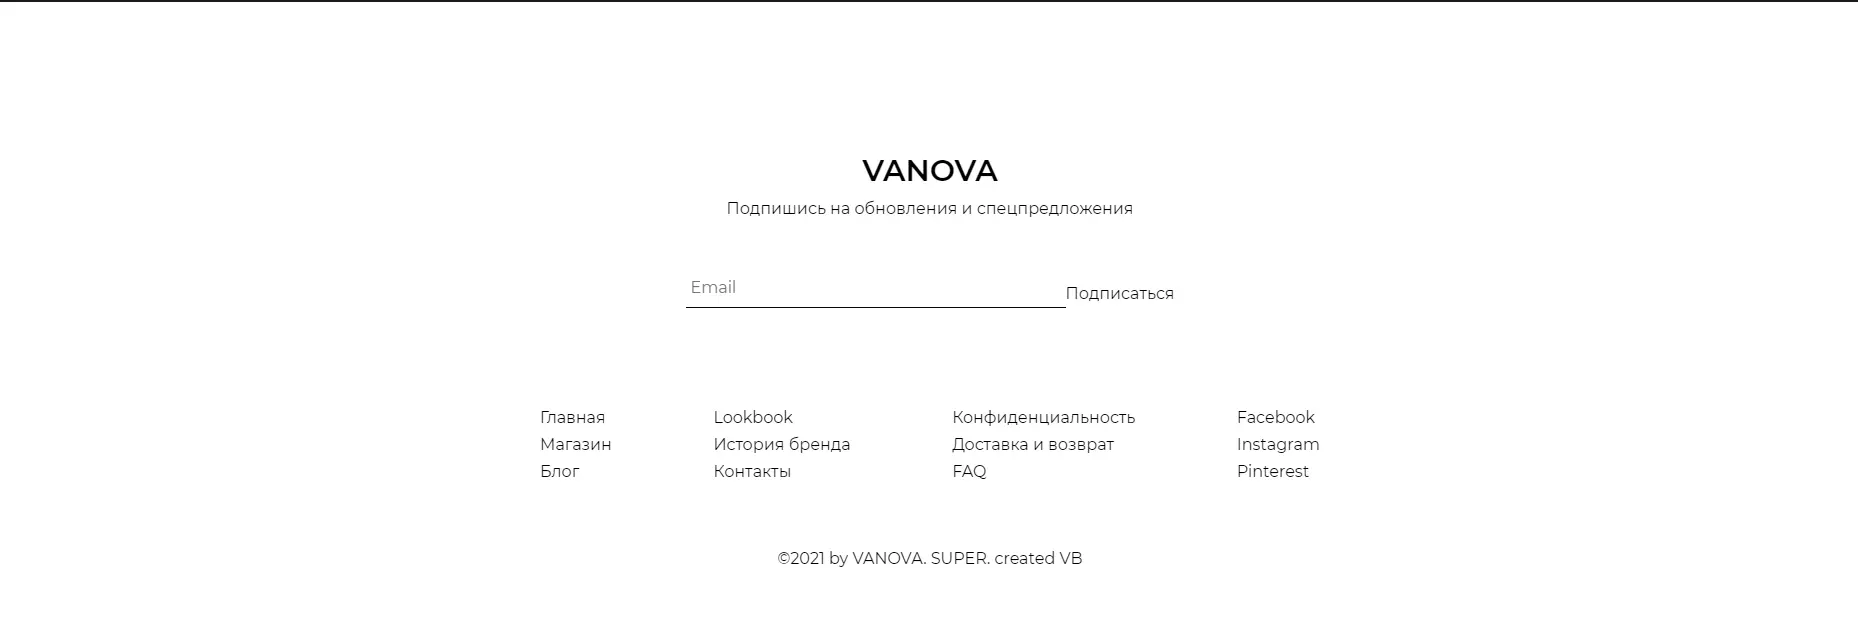 VANOVA
Подпишись на обновления и спецпредложения
Email
Подписаться
Главная
Магазин
Блог
Lookbook
История бренда
Контакты
Конфиденциальность
Доставка и возврат
FAQ
Facebook
Instagram
Pinterest
©2021 by VANOVA. SUPER. created VB